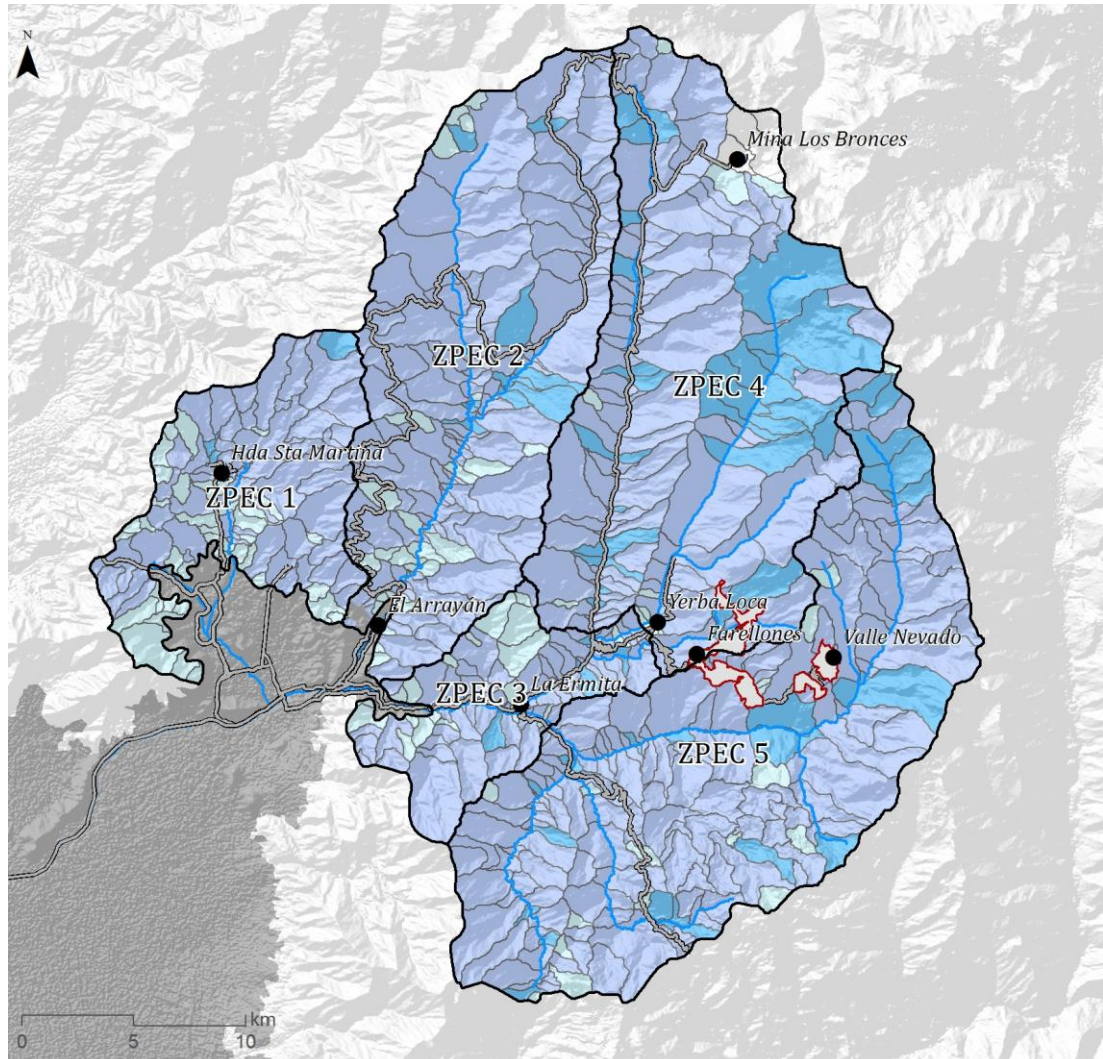 N
Mina Los Bronces
ZPEC 2
ZPEC 4
Hda Sta Martina
ZPEC 1
El Arrayán
Yerba Loca
Farellones
Valle Nevado
ZPEC 3
La Ermita
ZPEC 5
km
0 5 10